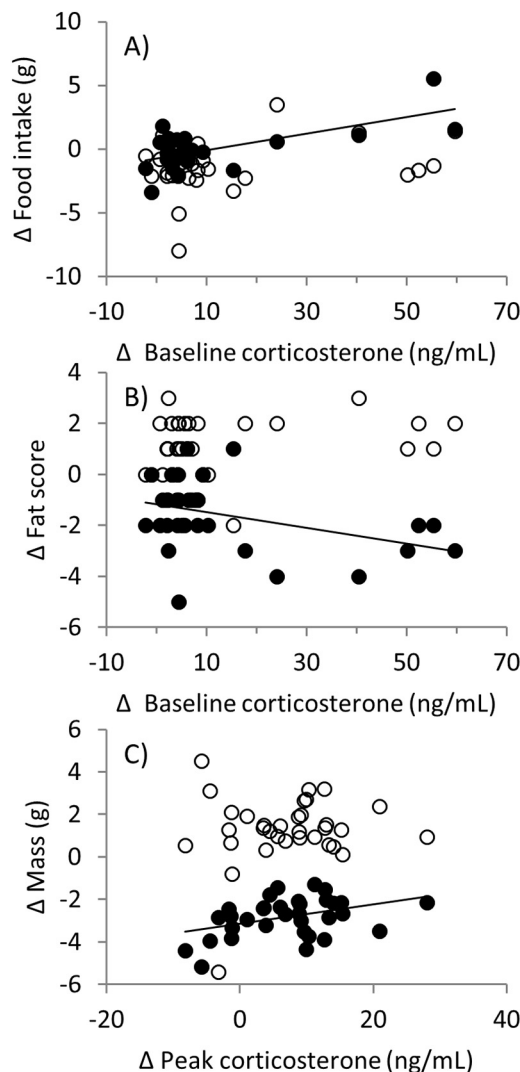 A)
Δ Food intake (g)
10
5
0
-5
-10
-10 10 30 50 70
Δ Baseline corticosterone (ng/mL)
B)
Δ Fat score
4
2
0
-2
-4
-6
-10 10 30 50 70
Δ Baseline corticosterone (ng/mL)
C)
Δ Mass (g)
6
4
2
0
-2
-4
-6
-20 0 20 40
Δ Peak corticosterone (ng/mL)